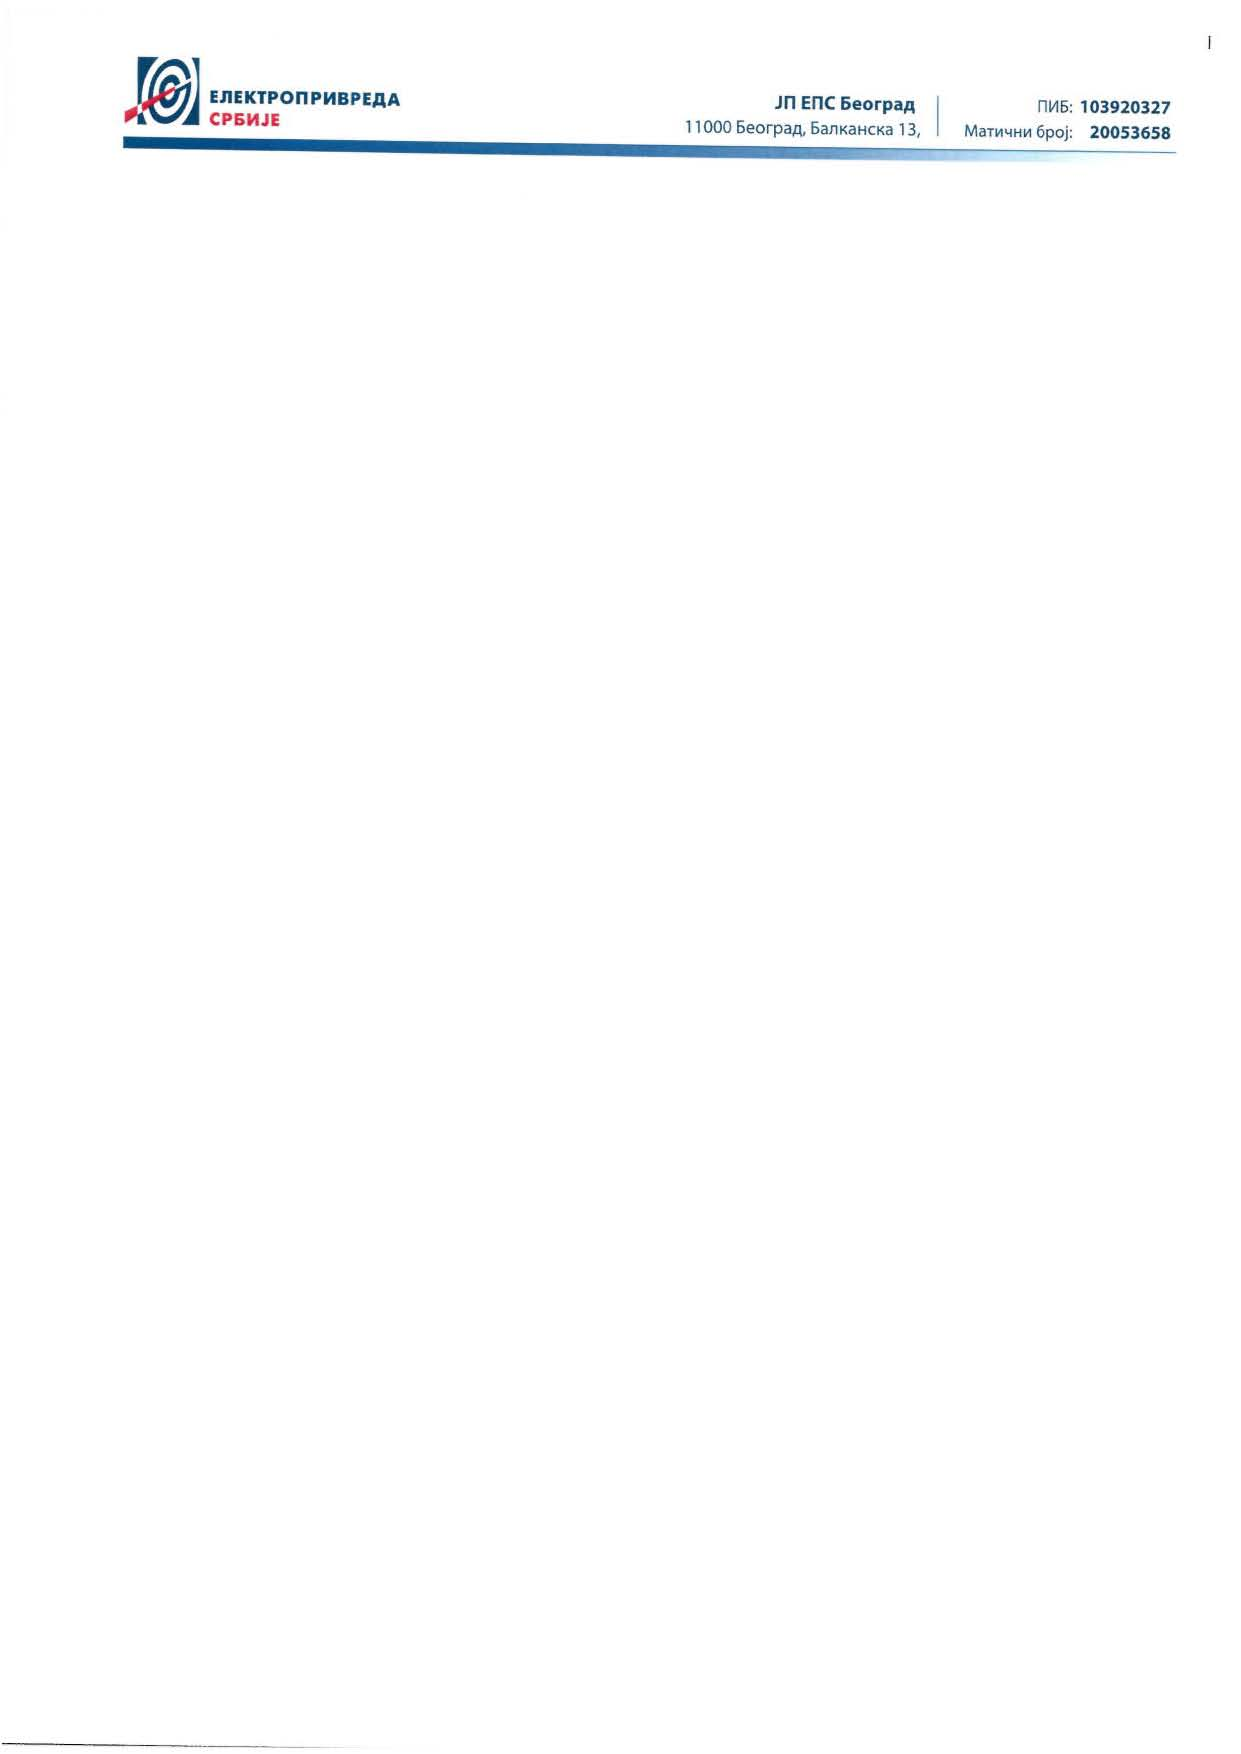 ЕЛЕКТРОПРИВРЕДА
СРБИЈЕ
ЈП ЕПС Београд
11000 Београд, Балканска 13,
ПИБ: 103920327
Матични број: 20053658